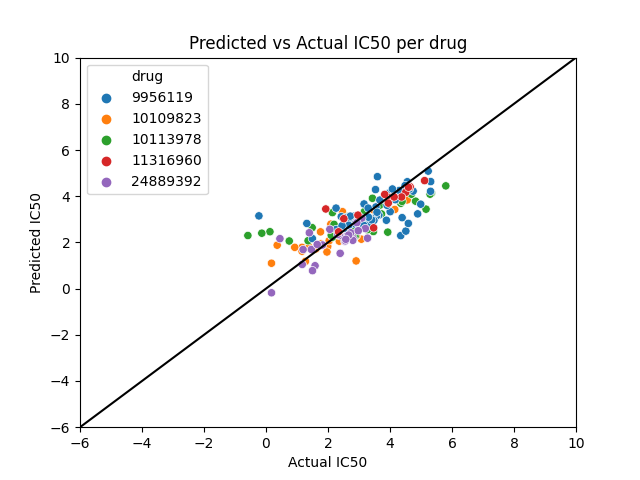 Predicted vs Actual IC50 per drug
drug
9956119
10109823
10113978
11316960
24889392
Predicted IC50
10
8
6
4
2
0
−2
−4
−6
−6 −4 −2 0 2 4 6 8 10
Actual IC50